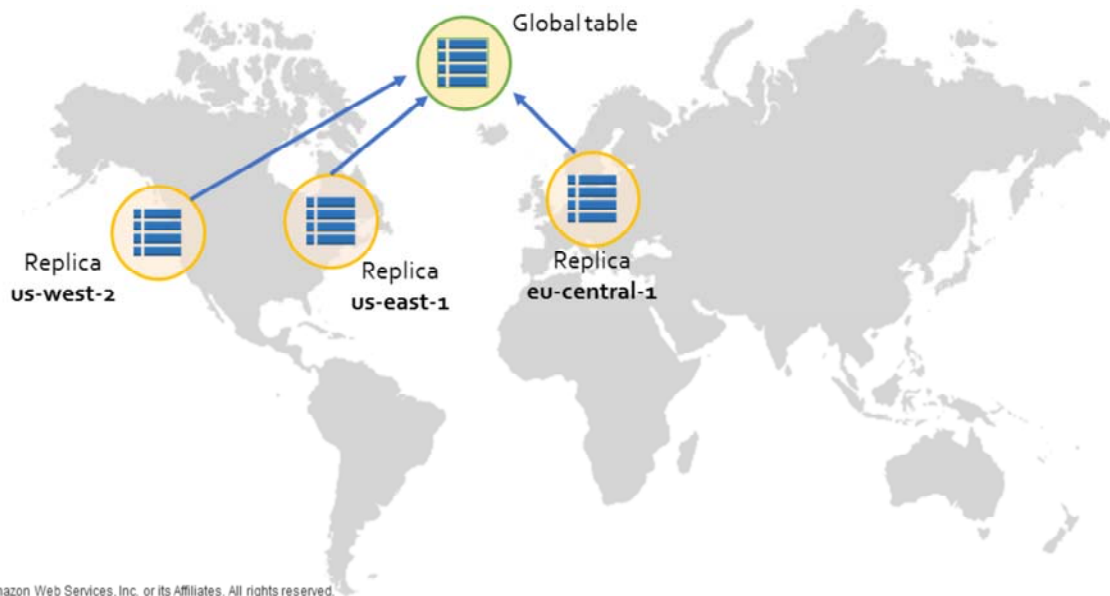 Global table
Replica
us-west-2
Replica
us-east-1
Replica
eu-central-1
Web Services, Inc. or its Affiliates. All rights reserved.